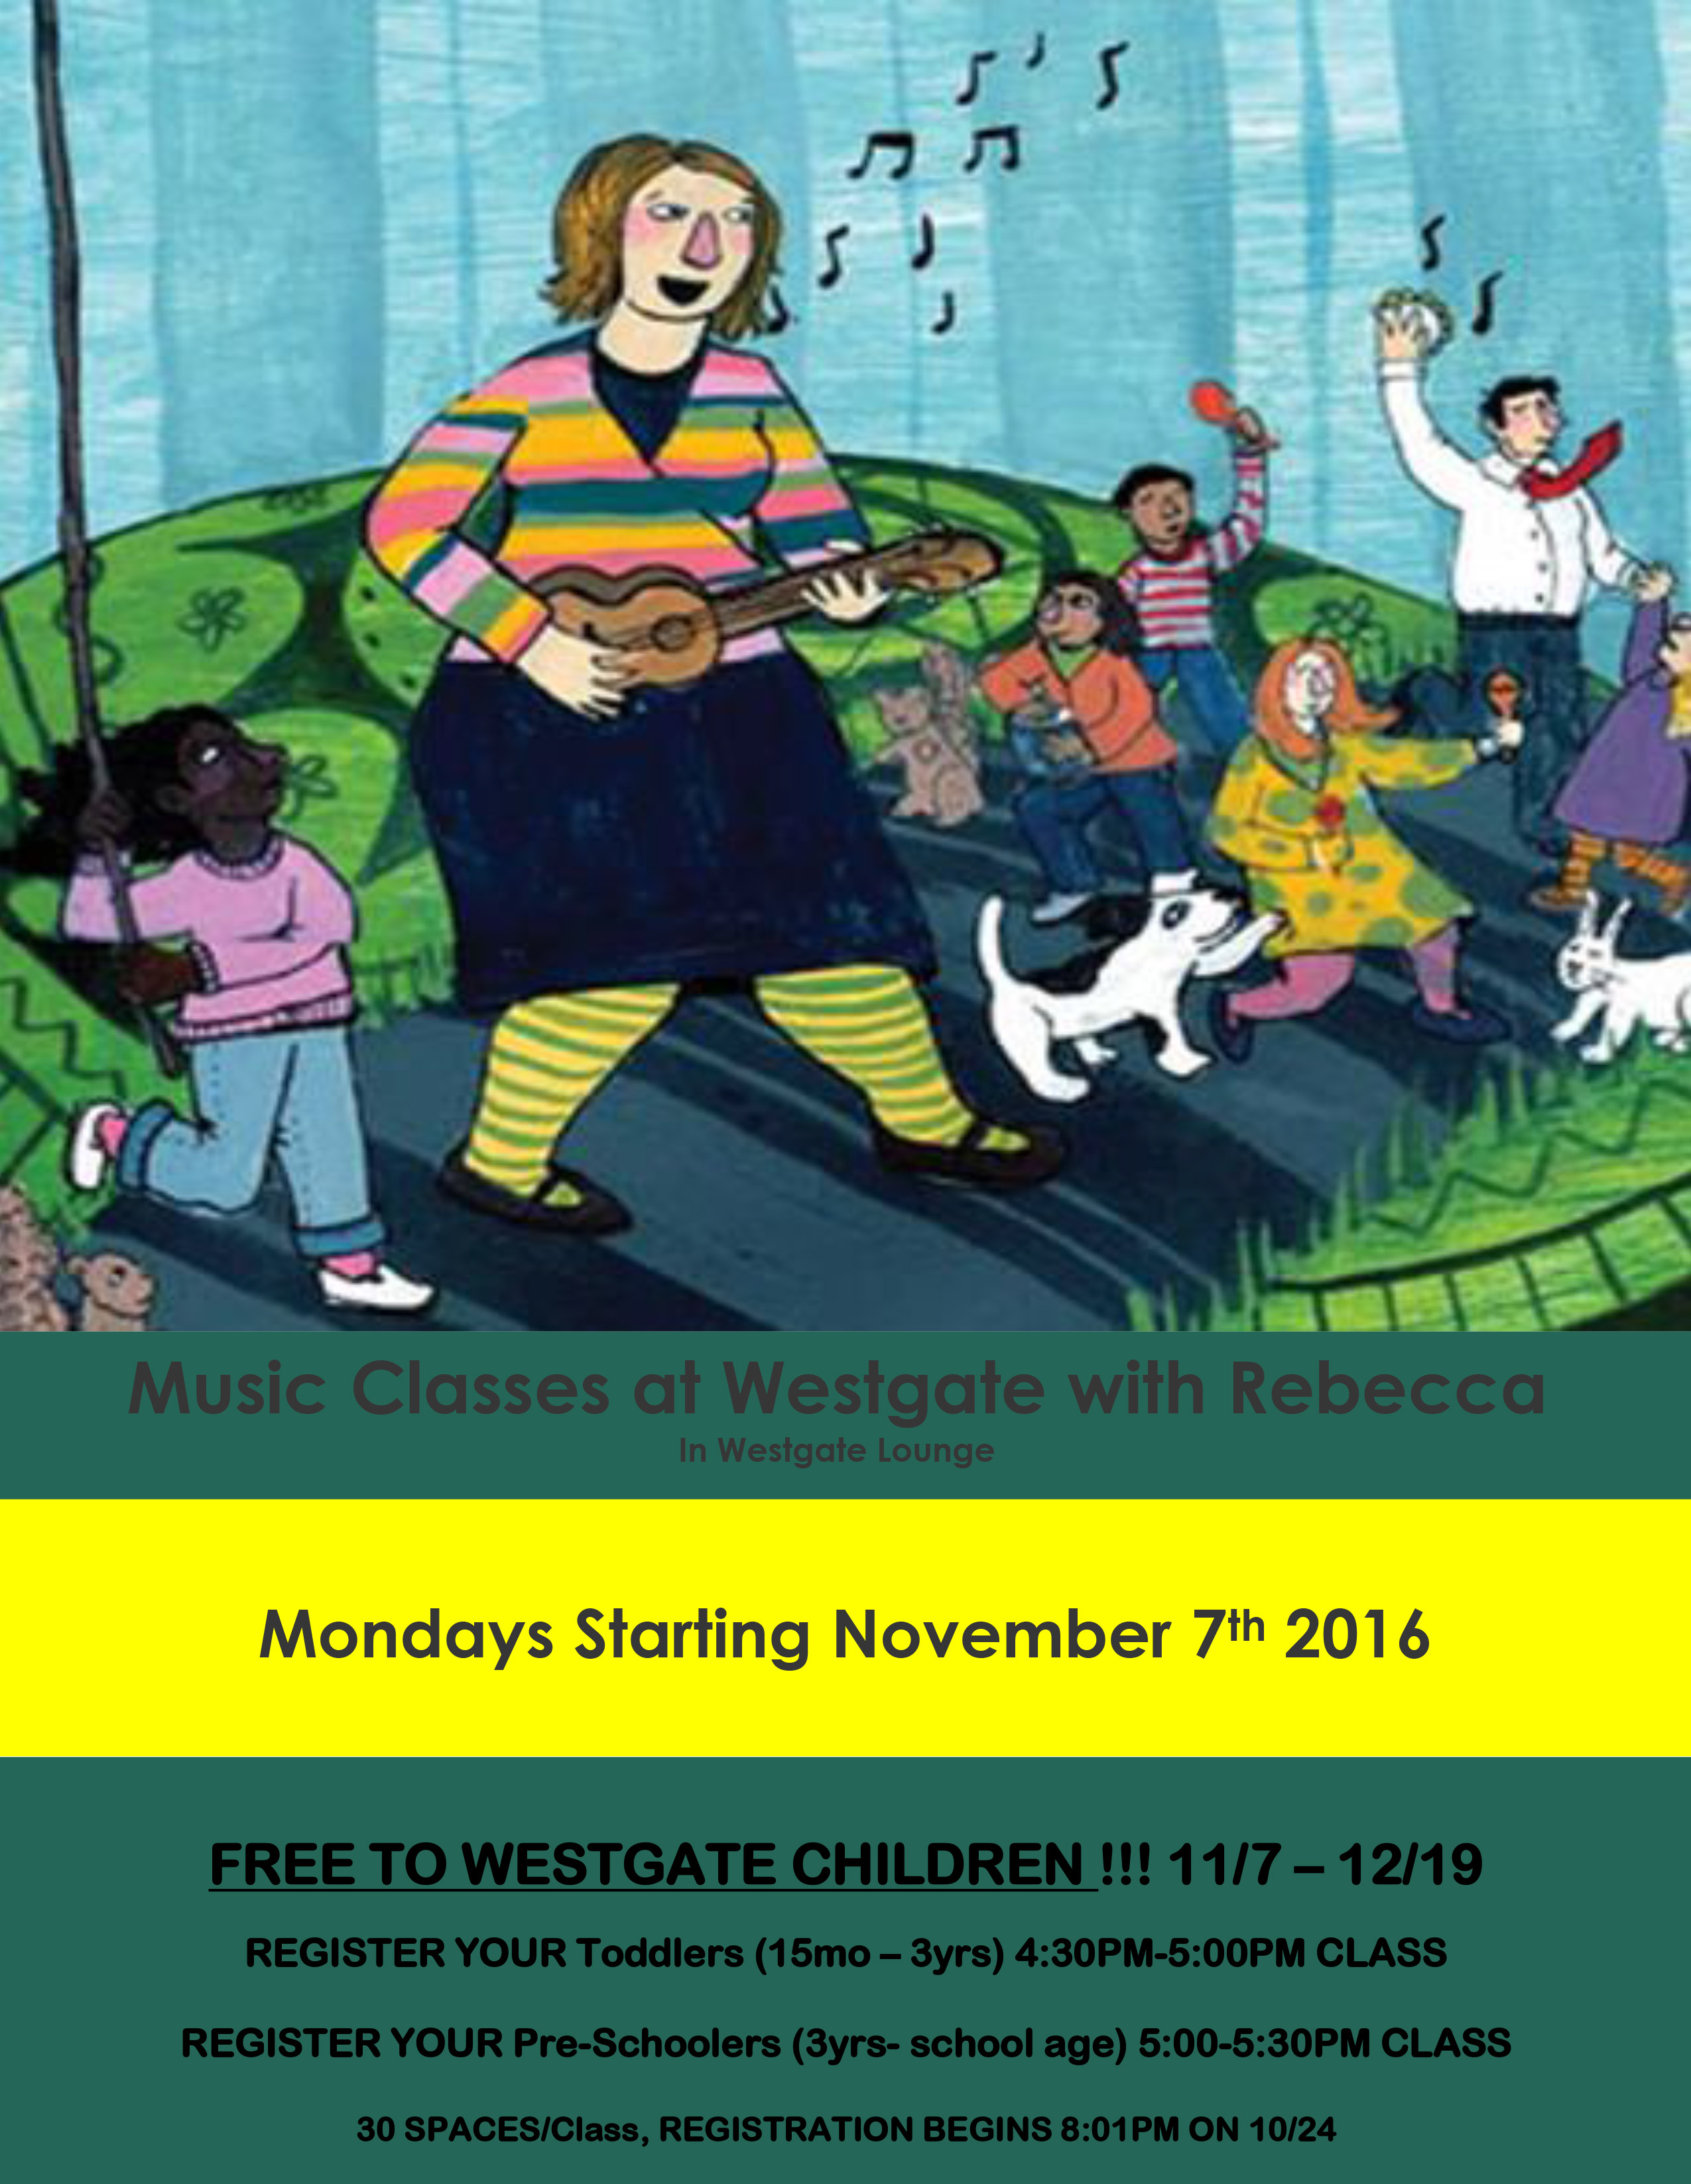 Music Classes at Westgate with Rebecca
In Westgate Lounge
Mondays Starting November 7th 2016
FREE TO WESTGATE CHILDREN !!! 11/7 – 12/19
REGISTER YOUR Toddlers (15mo – 3yrs) 4:30PM-5:00PM CLASS
REGISTER YOUR Pre-Schoolers (3yrs- school age) 5:00-5:30PM CLASS
30 SPACES/Class, REGISTRATION BEGINS 8:01PM ON 10/24